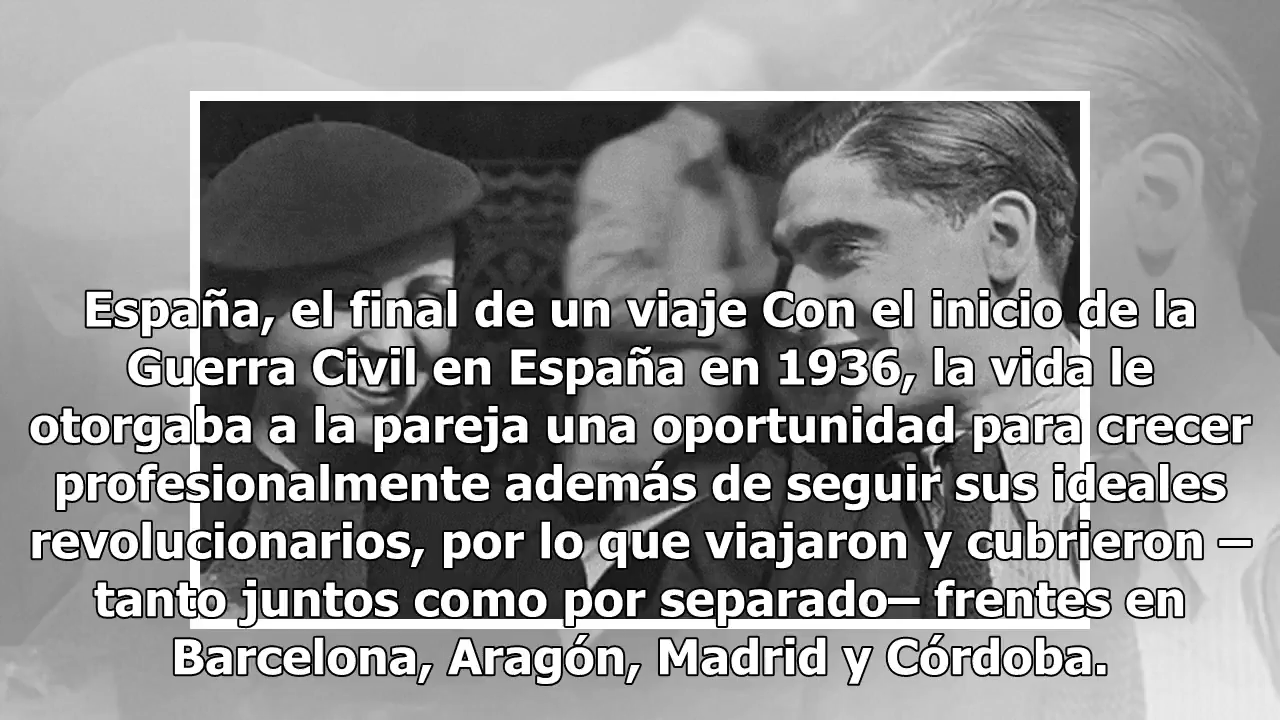 España, el final de un viaje Con el inicio de la
Guerra Civil en España en 1936, la vida le
otorgaba a la pareja una oportunidad para crecer
profesionalmente además de seguir sus ideales
revolucionarios, por lo que viajaron y cubrieron –
tanto juntos como por separado– frentes en
Barcelona, Aragón, Madrid y Córdoba.